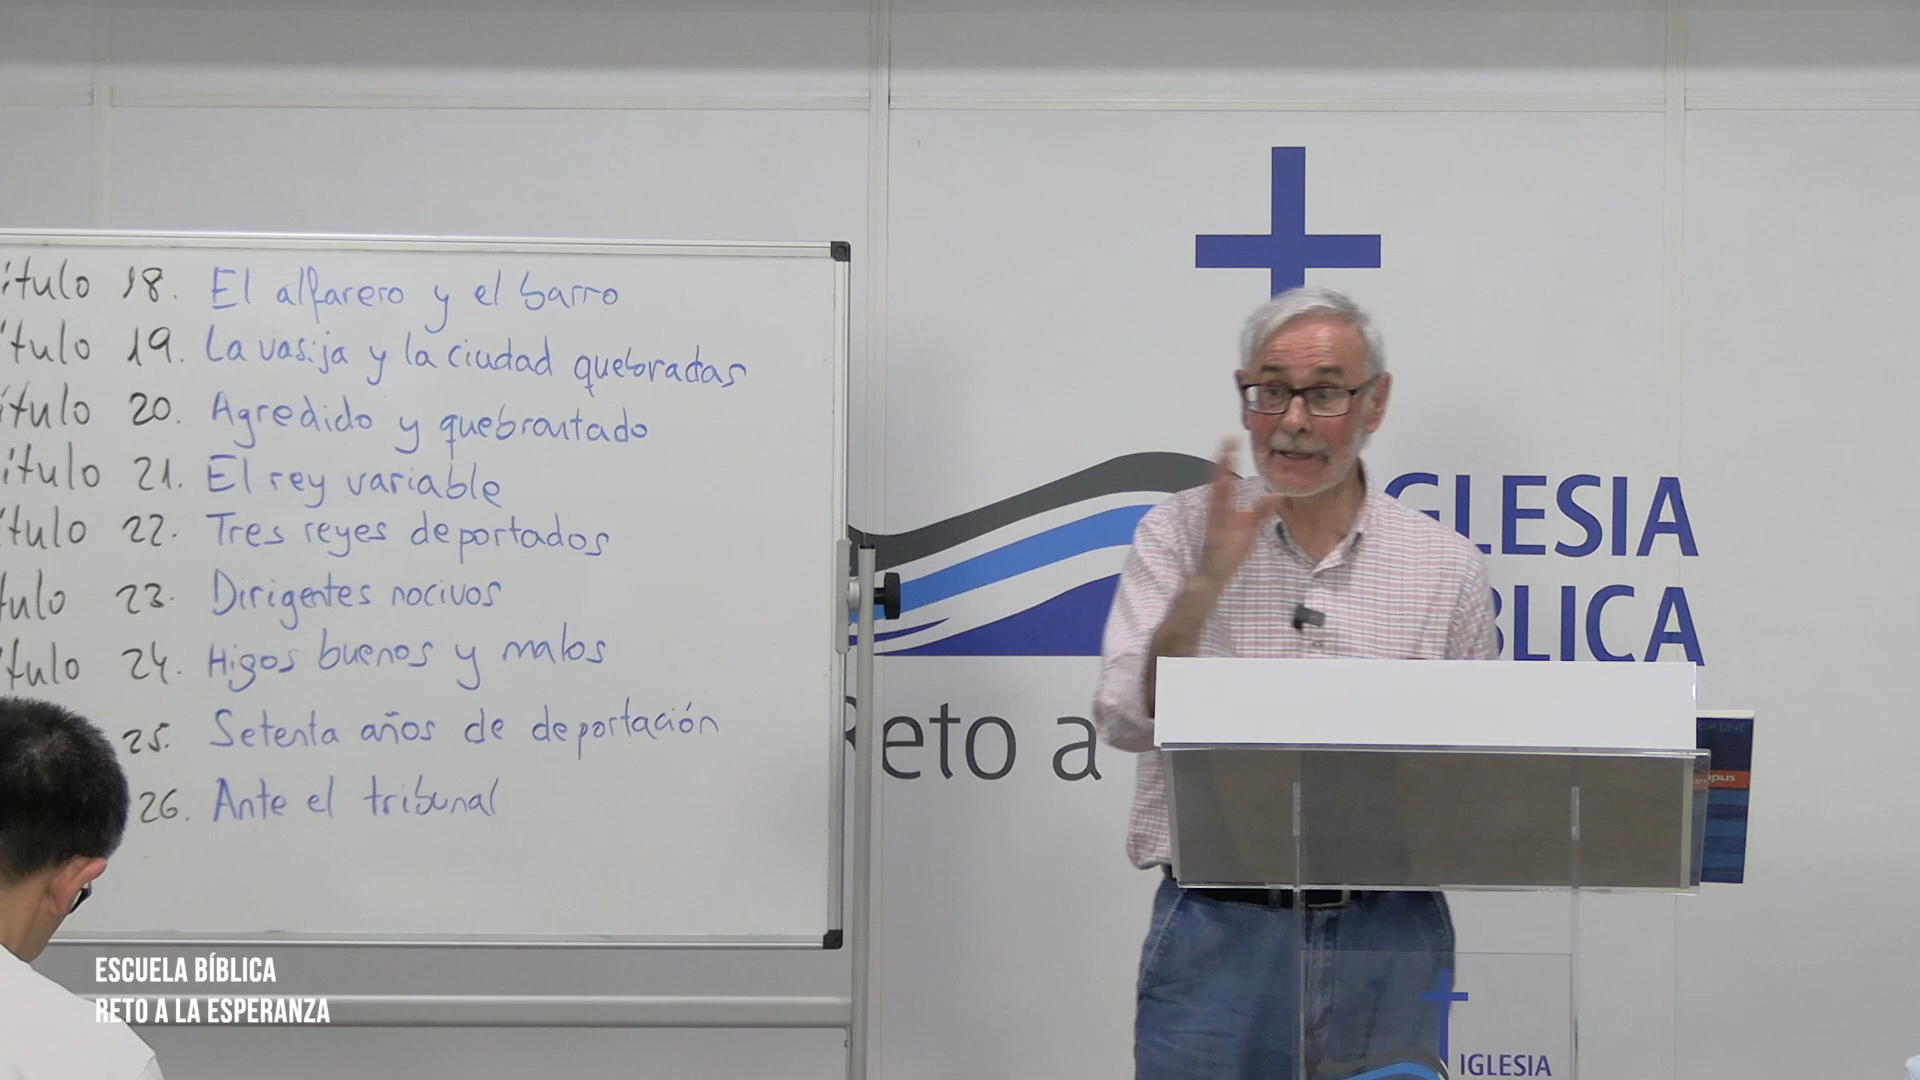 ítulo 18. El alfarero y el barro
ítulo 19. La vasija y la ciudad quebradas
ítulo 20. Agredido y quebrantado
ítulo 21. El rey variable
ítulo 22. Tres reyes deportados
tulo 23. Dirigentes nocivos
ítulo 24. Higos buenos y malos
25. Setenta años de deportación
26. Ante el tribunal
IGLESIA
BLICA
Reto a
ESCUELA BÍBLICA
RETO A LA ESPERANZA
IGLESIA